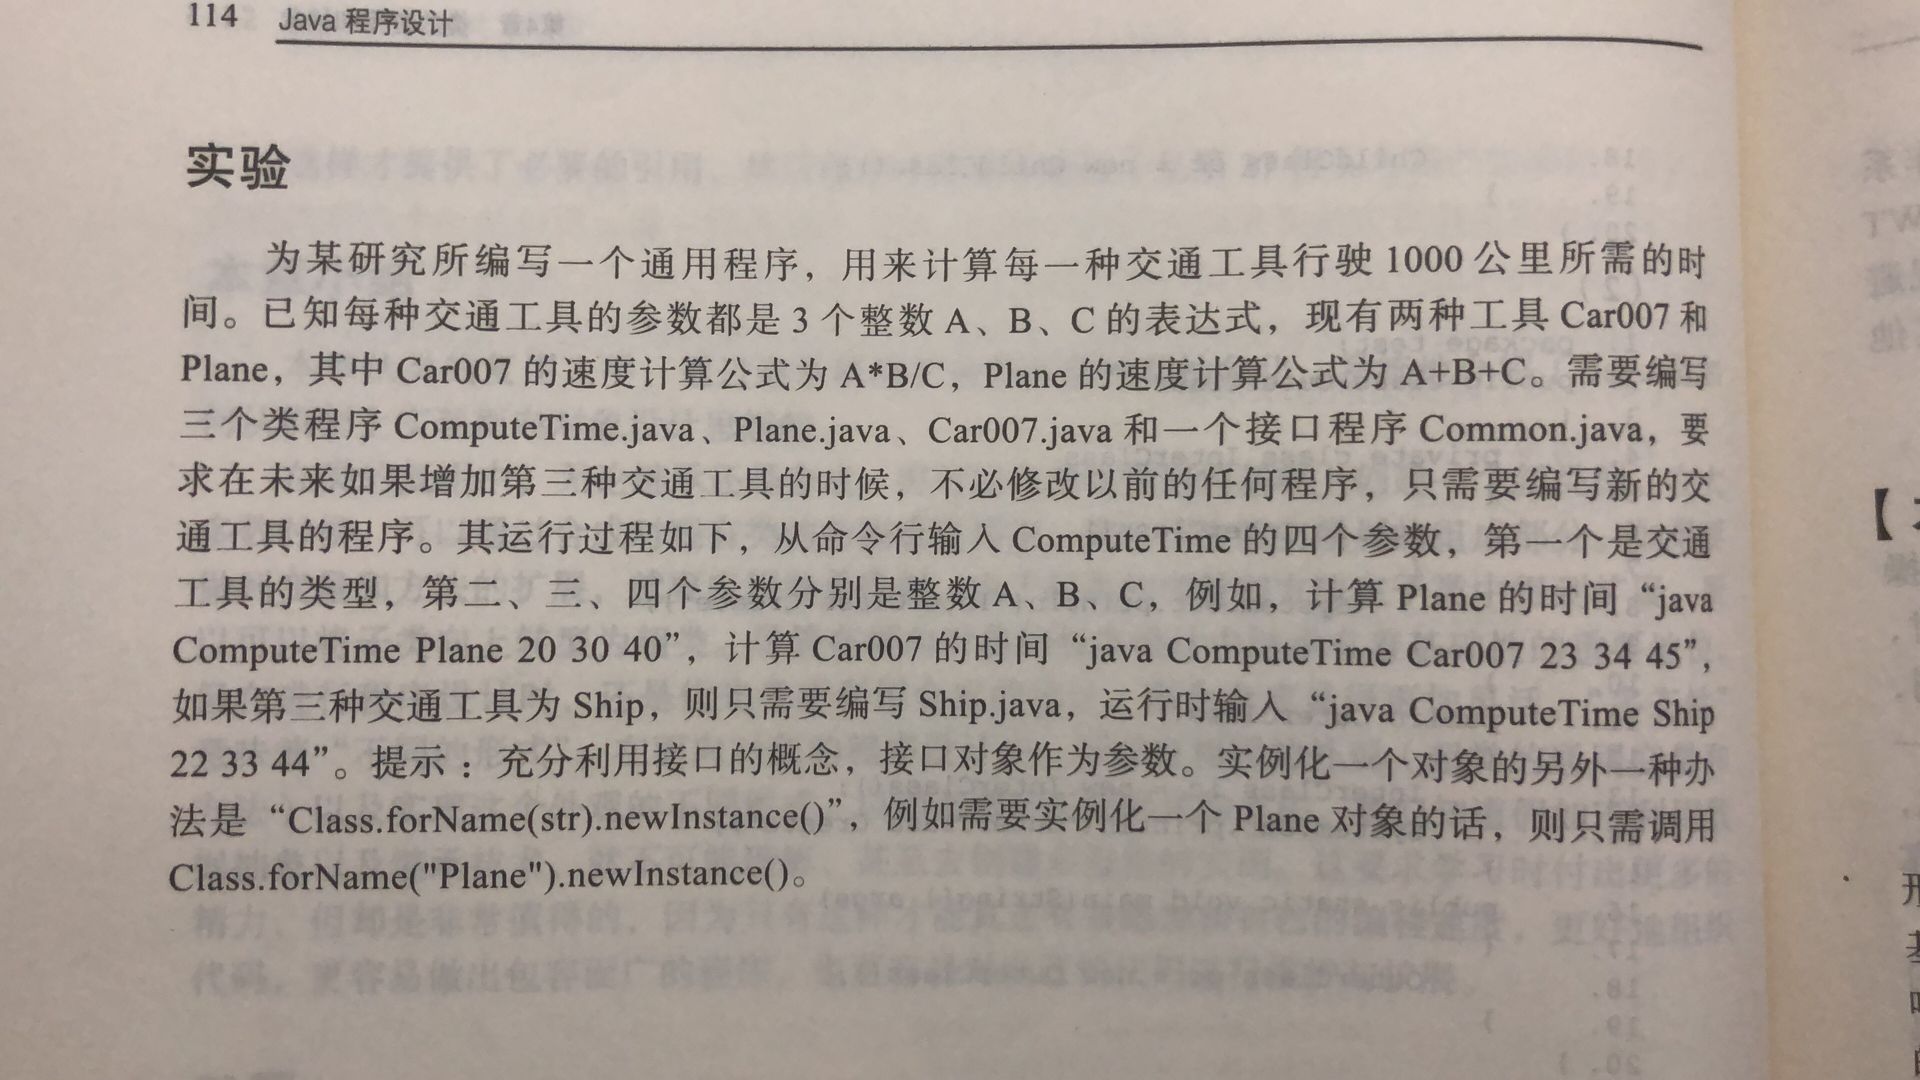 114 Java 程序设计
实验
为某研究所编写一个通用程序，用来计算每一种交通工具行驶 1000 公里所需的时
间。已知每种交通工具的参数都是 3 个整数 A、B、C 的表达式，现有两种工具 Car007 和
Plane，其中 Car007 的速度计算公式为 A*B/C，Plane 的速度计算公式为 A+B+C。需要编写
三个类程序 ComputeTime.java、Plane.java、Car007.java 和一个接口程序 Common.java，要
求在未来如果增加第三种交通工具的时候，不必修改以前的任何程序，只需要编写新的交
通工具的程序。其运行过程如下，从命令行输入 ComputeTime 的四个参数，第一个是交通
工具的类型，第二、三、四个参数分别是整数 A、B、C，例如，计算 Plane 的时间“java
ComputeTime Plane 20 30 40”，计算 Car007 的时间“java ComputeTime Car007 23 34 45”，
如果第三种交通工具为 Ship，则只需要编写 Ship.java，运行时输入“java ComputeTime Ship
22 33 44”。提示：充分利用接口的概念，接口对象作为参数。实例化一个对象的另外一种办
法是“Class.forName(str).newInstance()”，例如需要实例化一个 Plane 对象的话，则只需调用
Class.forName("Plane").newInstance()。